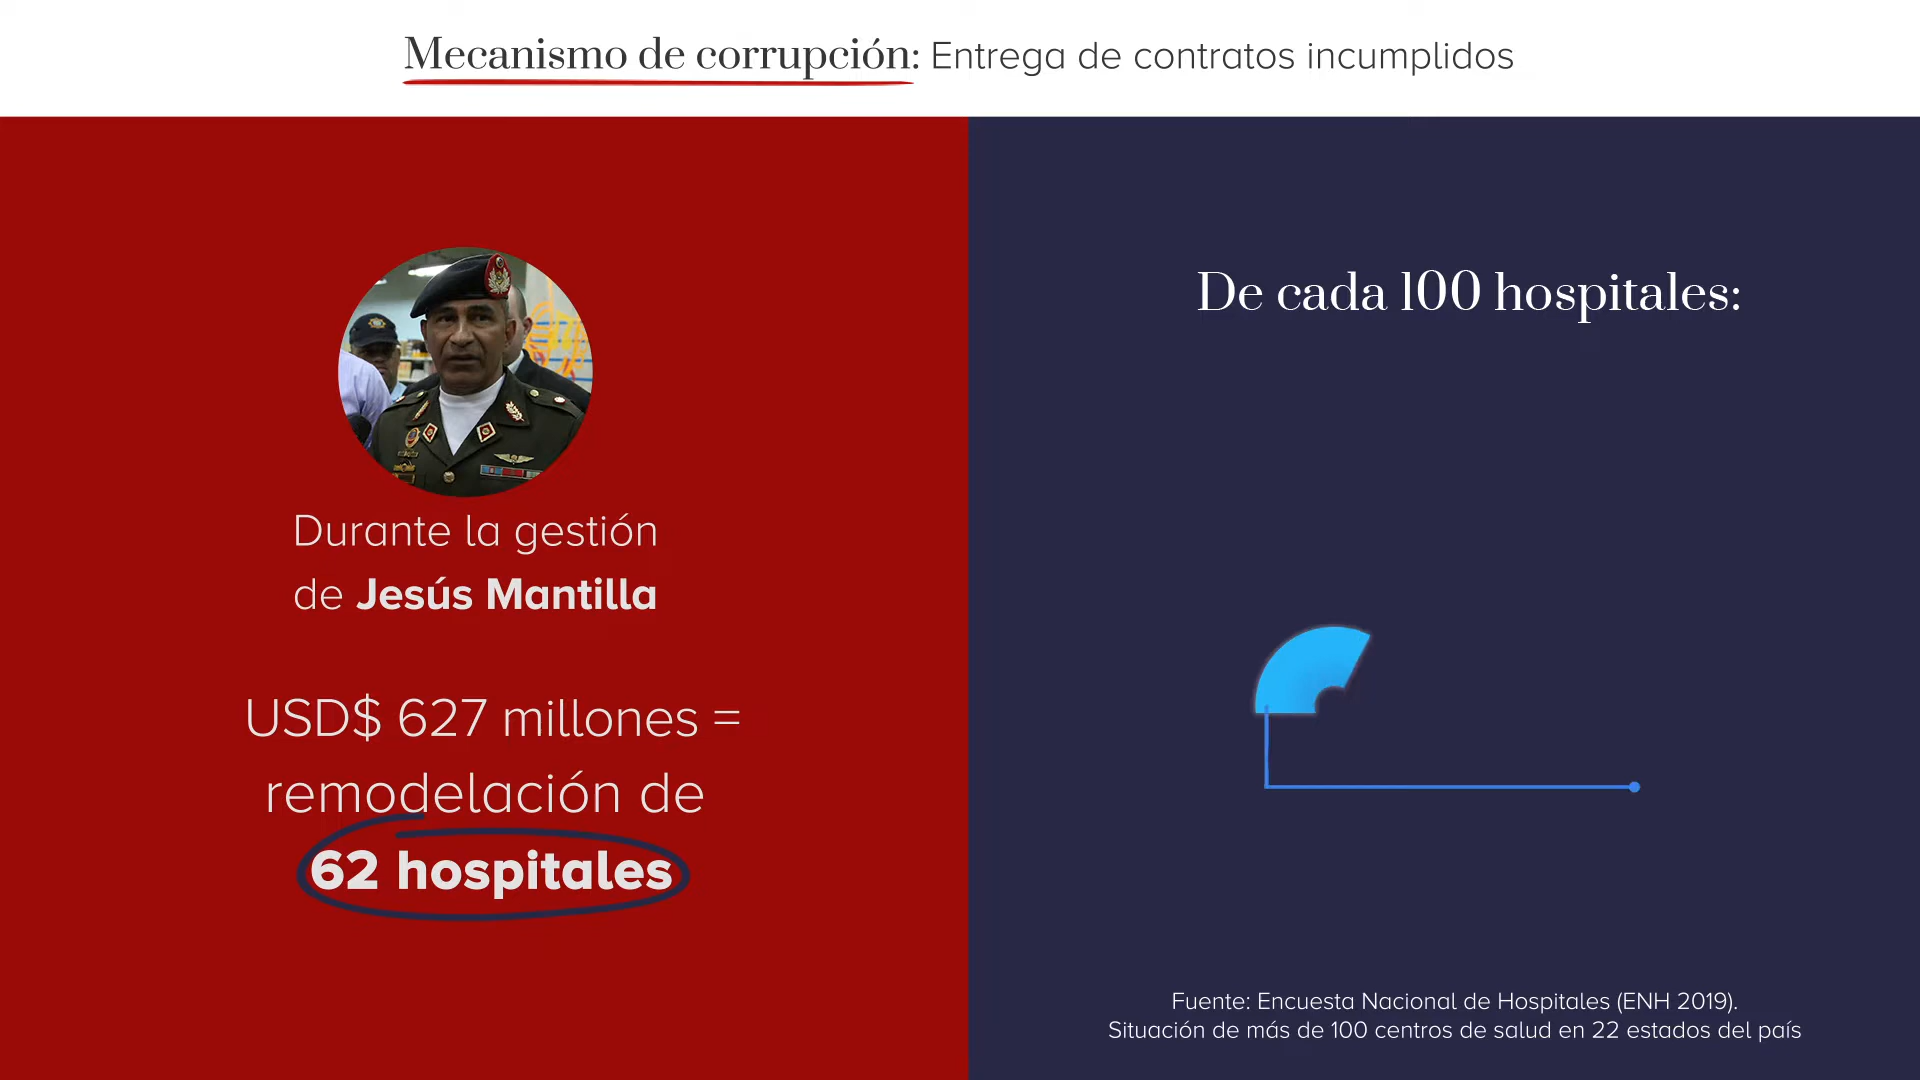 Mecanismo de corrupción: Entrega de contratos incumplidos
Durante la gestión
de Jesús Mantilla
USD$ 627 millones =
remodelación de
62 hospitales
De cada 100 hospitales:
Fuente: Encuesta Nacional de Hospitales (ENH 2019).
Situación de más de 100 centros de salud en 22 estados del país